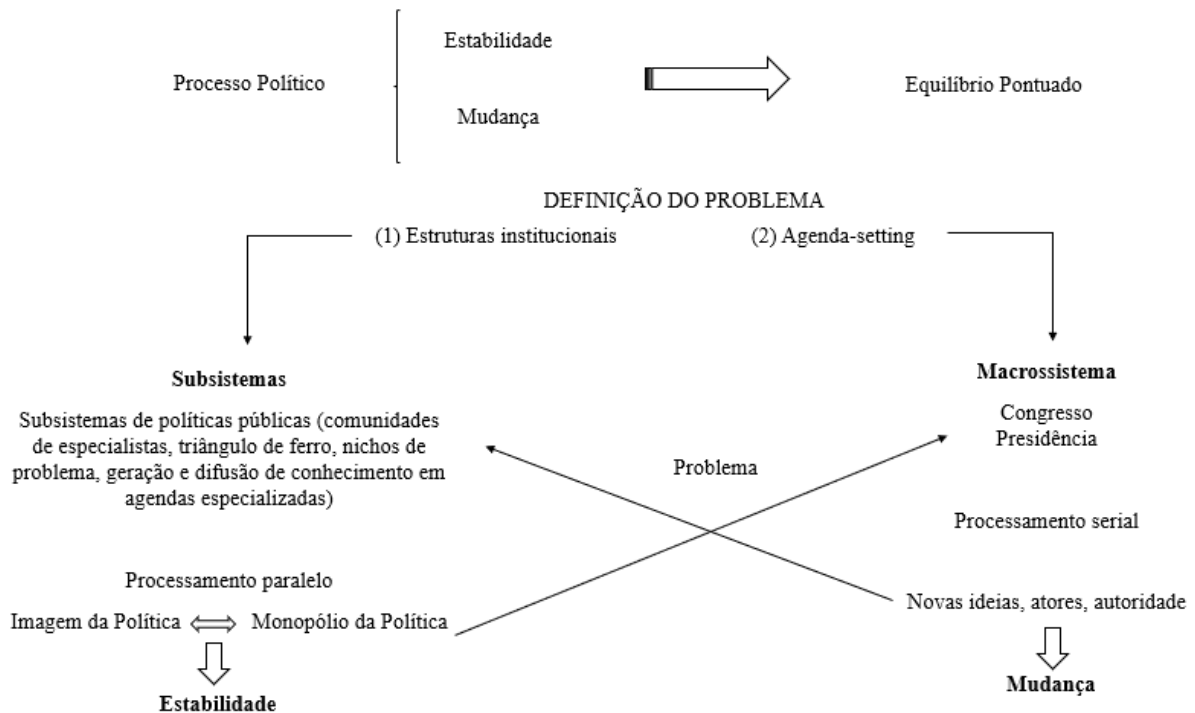 Estabilidade
Processo Político
Mudança
Equilíbrio Pontuado
DEFINIÇÃO DO PROBLEMA
(1) Estruturas institucionais
(2) Agenda-setting
Subsistemas
Subsistemas de políticas públicas (comunidades
de especialistas, triângulo de ferro, nichos de
problema, geração e difusão de conhecimento em
agendas especializadas)
Processamento paralelo
Imagem da Política
Monopólio da Política
Estabilidade
Problema
Macrossistema
Congresso
Presidência
Processamento serial
Novas ideias, atores, autoridade
Mudança